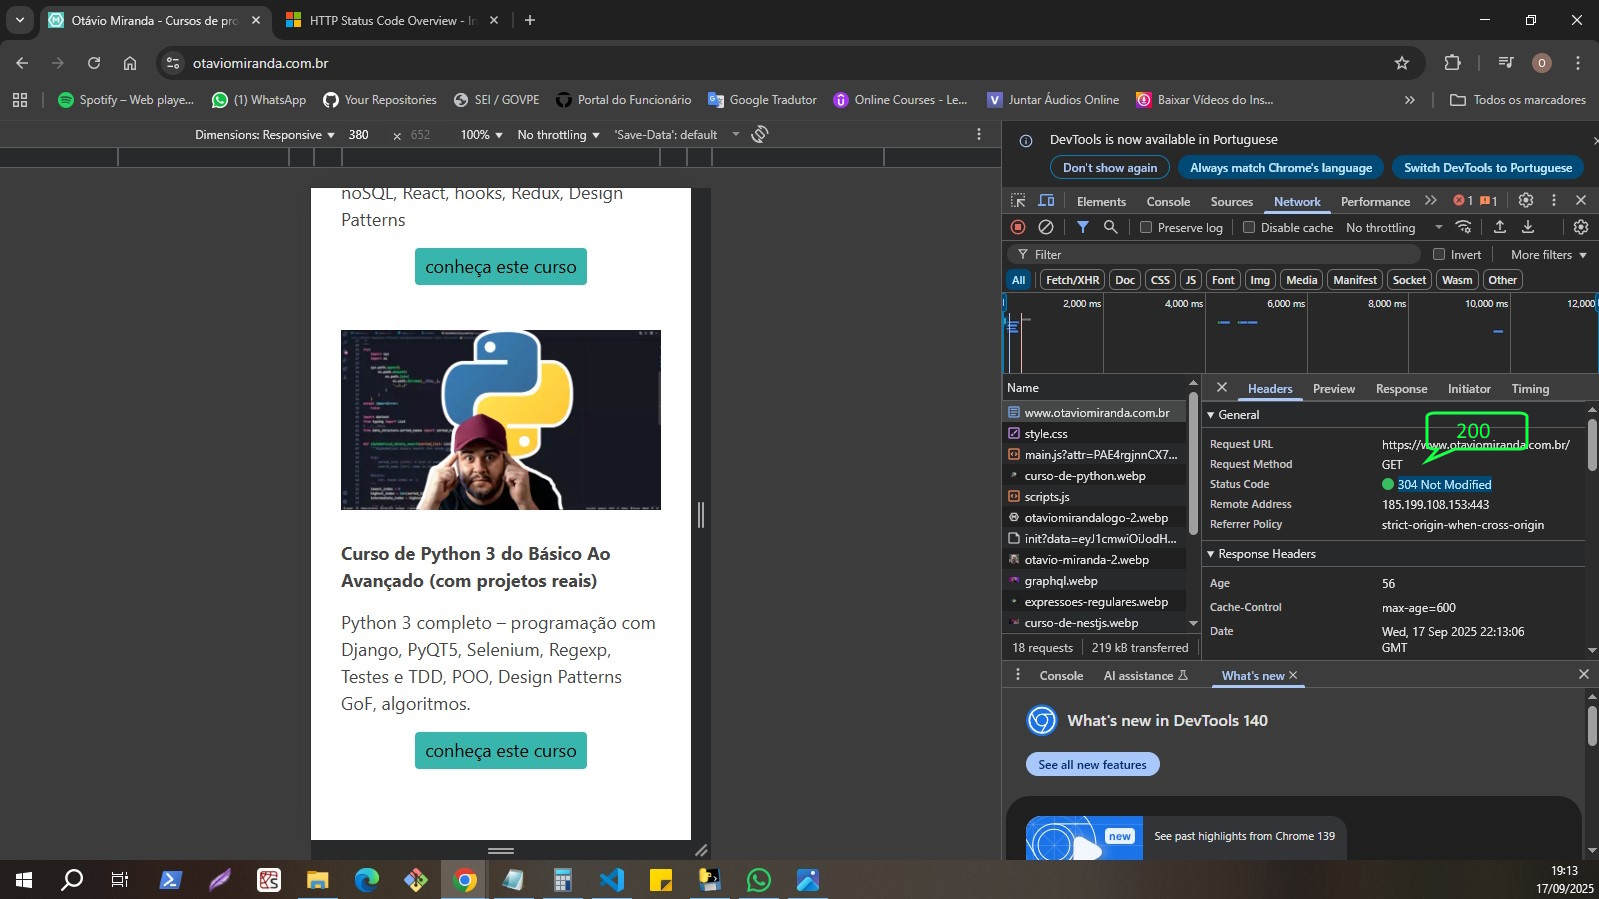 Otávio Miranda - Cursos de pro
HTTP Status Code Overview - In
otaviomiranda.com.br
O
Spotify – Web playe...
(1) WhatsApp
Your Repositories
SEI / GOVPE
Portal do Funcionário
Google Tradutor
Online Courses - Le...
Juntar Áudios Online
Baixar Vídeos do Ins...
Todos os marcadores
Dimensions: Responsive
380
×
652
100%
No throttling
'Save-Data': default
DevTools is now available in Portuguese
Don't show again
Always match Chrome's language
Switch DevTools to Portuguese
Elements
Console
Sources
Network
Performance
1
1
Preserve log
Disable cache
No throttling
Filter
Invert
More filters
All
Fetch/XHR
Doc
CSS
JS
Font
Img
Media
Manifest
Socket
Wasm
Other
2,000 ms
4,000 ms
6,000 ms
8,000 ms
10,000 ms
12,000
Name
www.otaviomiranda.com.br
style.css
main.js?attr=PAE4rgjnnCX7...
curso-de-python.webp
scripts.js
otaviomirandalogo-2.webp
init?data=eyJ1cmwiOiJodH...
otavio-miranda-2.webp
graphql.webp
expressoes-regulares.webp
curso-de-nestjs.webp
18 requests
219 kB transferred
Headers
Preview
Response
Initiator
Timing
General
200
Request URL
https://www.otaviomiranda.com.br/
Request Method
GET
Status Code
304 Not Modified
Remote Address
185.199.108.153:443
Referrer Policy
strict-origin-when-cross-origin
Response Headers
Age
56
Cache-Control
max-age=600
Date
Wed, 17 Sep 2025 22:13:06
GMT
Console
AI assistance
What's new
What's new in DevTools 140
See all new features
new
See past highlights from Chrome 139
noSQL, React, hooks, Redux, Design
Patterns
conheça este curso
Curso de Python 3 do Básico Ao
Avançado (com projetos reais)
Python 3 completo – programação com
Django, PyQT5, Selenium, Regexp,
Testes e TDD, POO, Design Patterns
GoF, algoritmos.
conheça este curso
19:13
17/09/2025